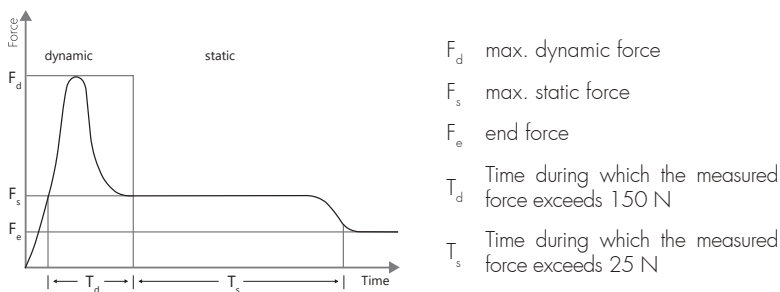 Force
dynamic
static
F_d
F_s
F_e
T_d
T_s
Time
F_d max. dynamic force
F_s max. static force
F_e end force
T_d Time during which the measured
force exceeds 150 N
T_s Time during which the measured
force exceeds 25 N